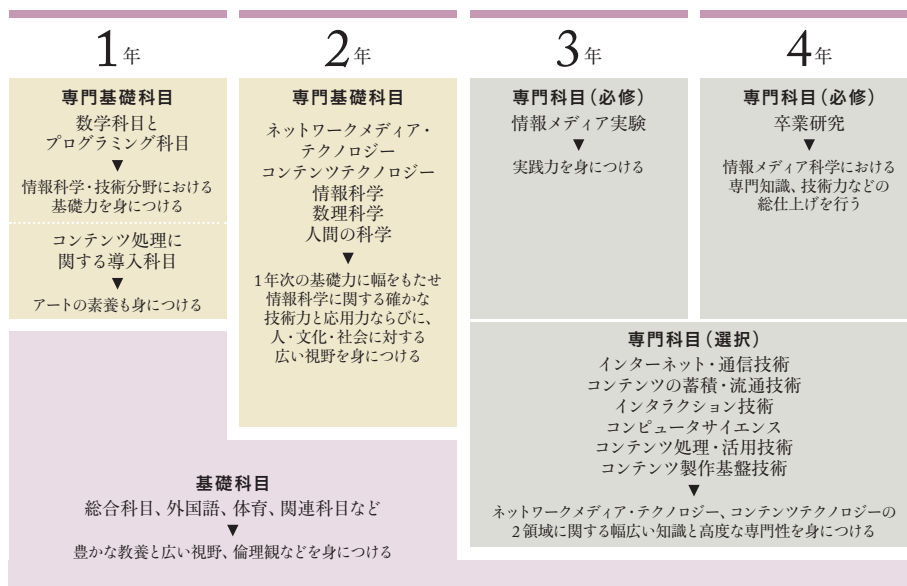 1年
専門基礎科目
数学科目と
プログラミング科目
▼
情報科学・技術分野における
基礎力を身につける
コンテンツ処理に
関する導入科目
▼
アートの素養も身につける
2年
専門基礎科目
ネットワークメディア・
テクノロジー
コンテンツテクノロジー
情報科学
数理科学
人間の科学
▼
1年次の基礎力に幅をもたせ
情報科学に関する確かな
技術力と応用力ならびに、
人・文化・社会に対する
広い視野を身につける
3年
専門科目(必修)
情報メディア実験
▼
実践力を身につける
4年
専門科目(必修)
卒業研究
▼
情報メディア科学における
専門知識、技術力などの
総仕上げを行う
専門科目(選択)
インターネット・通信技術
コンテンツの蓄積・流通技術
インタラクション技術
コンピュータサイエンス
コンテンツ処理・活用技術
コンテンツ製作基盤技術
▼
ネットワークメディア・テクノロジー、コンテンツテクノロジーの
2領域に関する幅広い知識と高度な専門性を身につける
基礎科目
総合科目、外国語、体育、関連科目など
▼
豊かな教養と広い視野、倫理観などを身につける